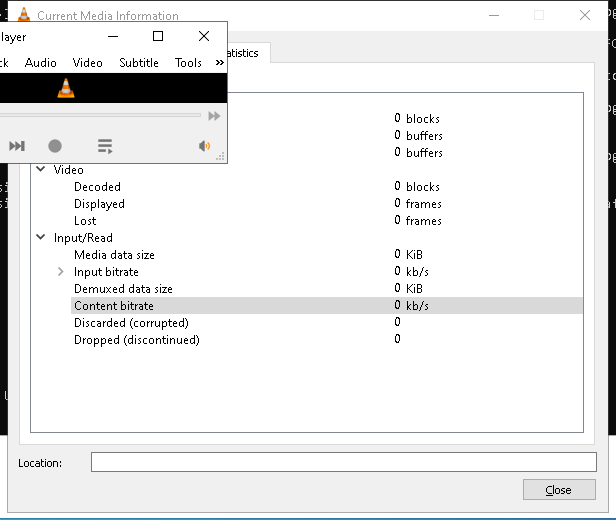 Current Media Information
layer
ck Audio Video Subtitle Tools »
atistics
0 blocks
0 buffers
0 buffers
Video
Decoded 0 blocks
Displayed 0 frames
Lost 0 frames
Input/Read
Media data size 0 KiB
Input bitrate 0 kb/s
Demuxed data size 0 KiB
Content bitrate 0 kb/s
Discarded (corrupted) 0
Dropped (discontinued) 0
Location:
Close